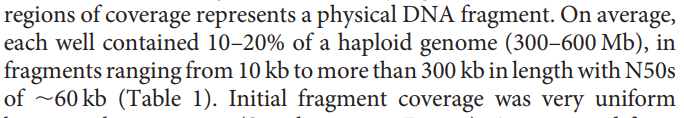 regions of coverage represents a physical DNA fragment. On average,
each well contained 10–20% of a haploid genome (300–600 Mb), in
fragments ranging from 10 kb to more than 300 kb in length with N50s
of ∼60 kb (Table 1). Initial fragment coverage was very uniform